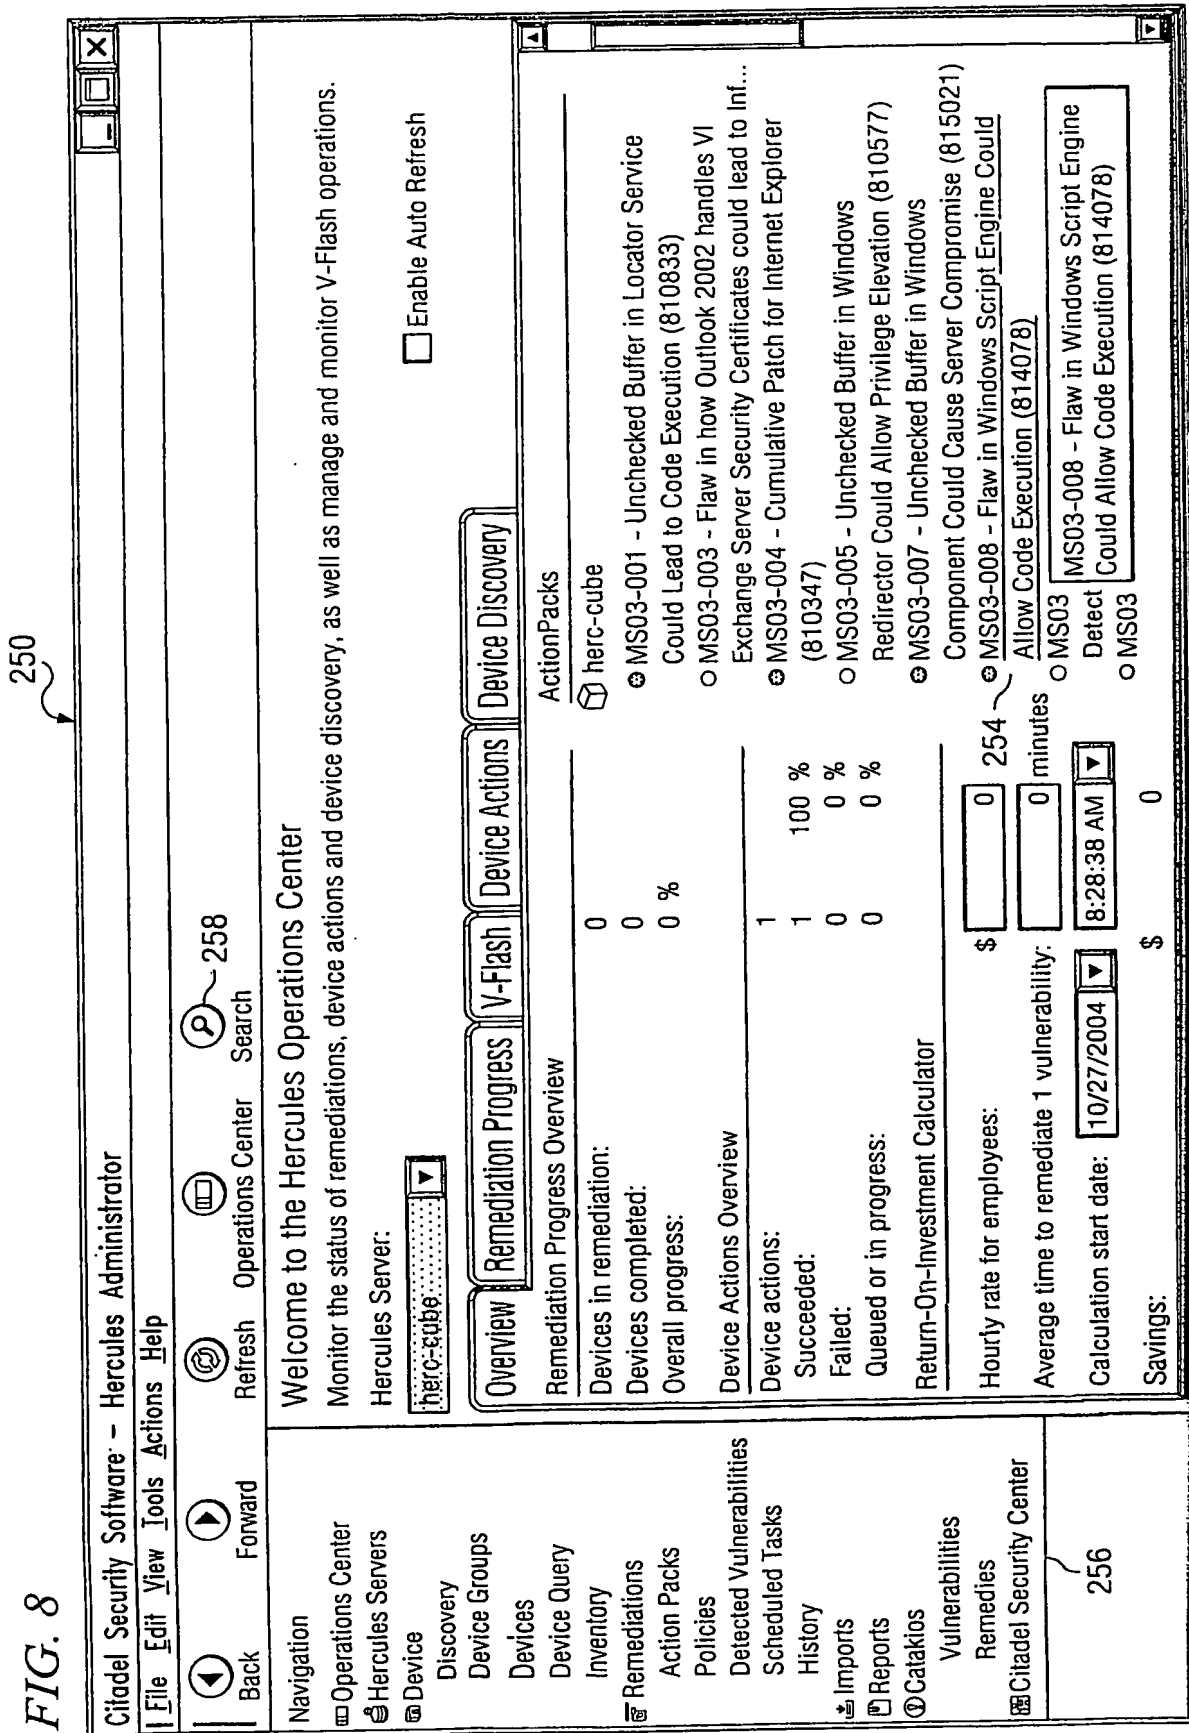 FIG. 8
250
Citadel Security Software - Hercules Administrator
File Edit View Tools Actions Help
Back
Forward
Refresh
Operations Center
Search
258
Navigation
Operations Center
Hercules Servers
Device
Discovery
Device Groups
Devices
Device Query
Inventory
Remediations
Action Packs
Policies
Detected Vulnerabilities
Scheduled Tasks
History
Imports
Reports
Catakios
Vulnerabilities
Remedies
Citadel Security Center
256
Welcome to the Hercules Operations Center
Monitor the status of remediations, device actions and device discovery, as well as manage and monitor V-Flash operations.
Hercules Server:
herc-cube
Enable Auto Refresh
Overview
Remediation Progress
V-Flash
Device Actions
Device Discovery
Remediation Progress Overview
Devices in remediation: 0
Devices completed: 0
Overall progress: 0 %
Device Actions Overview
Device actions: 1
Succeeded: 1 100 %
Failed: 0 0 %
Queued or in progress: 0 0 %
Return-On-Investment Calculator
Hourly rate for employees: $ 0
Average time to remediate 1 vulnerability: 0 minutes
Calculation start date: 10/27/2004 8:28:38 AM
Savings: $ 0
ActionPacks
herc-cube
MS03-001 - Unchecked Buffer in Locator Service
Could Lead to Code Execution (810833)
MS03-003 - Flaw in how Outlook 2002 handles VI
Exchange Server Security Certificates could lead to Inf...
MS03-004 - Cumulative Patch for Internet Explorer
(810347)
MS03-005 - Unchecked Buffer in Windows
Redirector Could Allow Privilege Elevation (810577)
MS03-007 - Unchecked Buffer in Windows
Component Could Cause Server Compromise (815021)
254
MS03-008 - Flaw in Windows Script Engine Could
Allow Code Execution (814078)
MS03
Detect
MS03
MS03-008 - Flaw in Windows Script Engine
Could Allow Code Execution (814078)